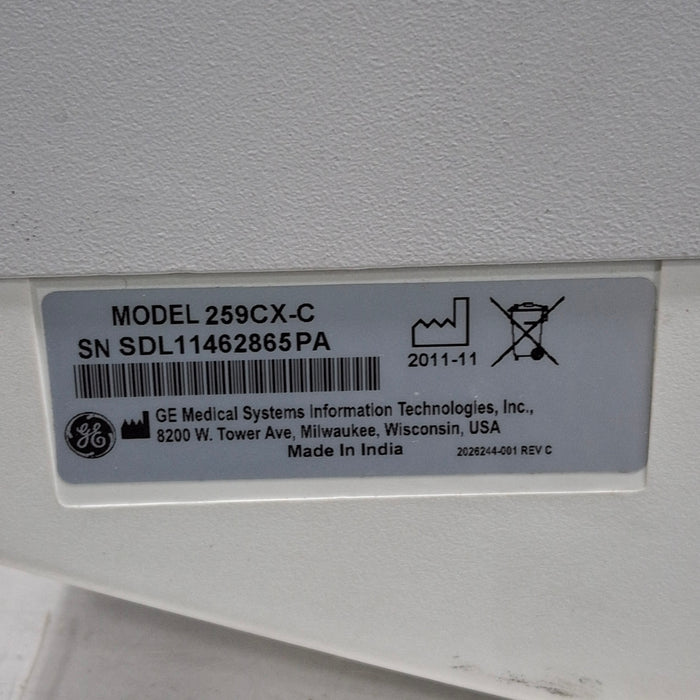 MODEL 259CX-C
SN SDL11462865PA
2011-11
GE
GE Medical Systems Information Technologies, Inc.,
8200 W. Tower Ave, Milwaukee, Wisconsin, USA
Made In India
2026244-001 REV C